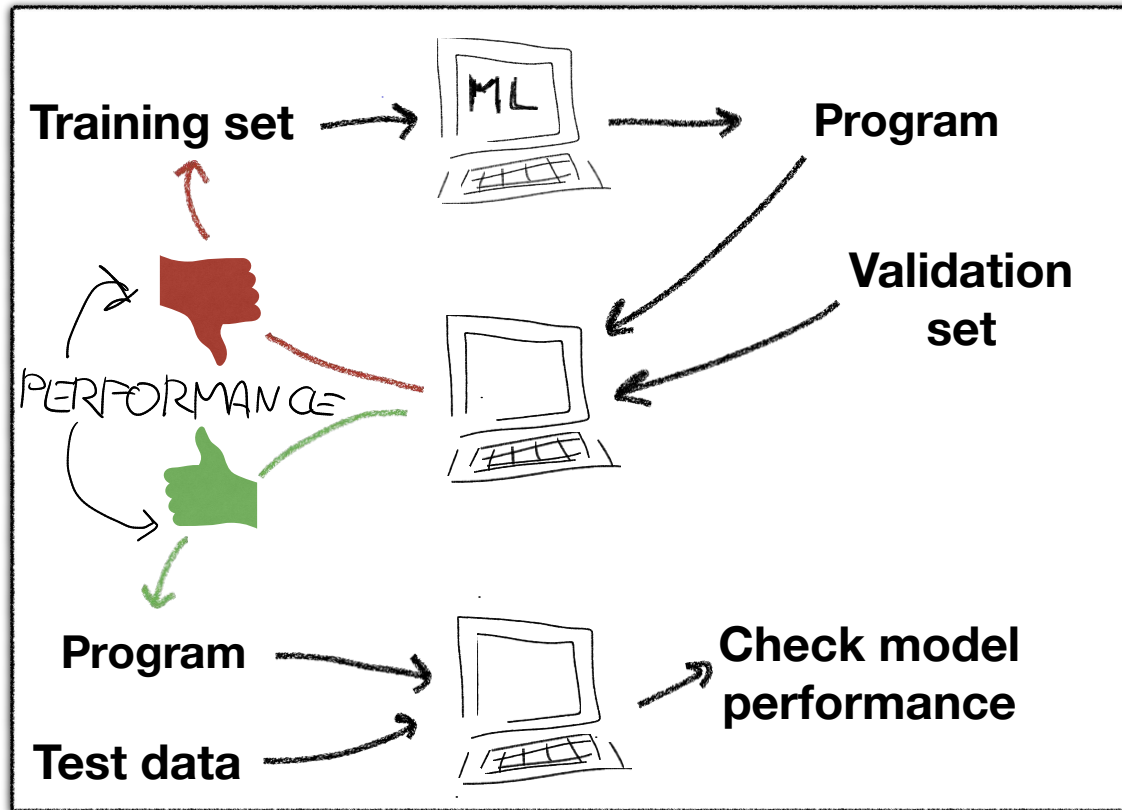 Training set
ML
Program
Validation
set
PERFORMANCE
Program
Test data
Check model
performance